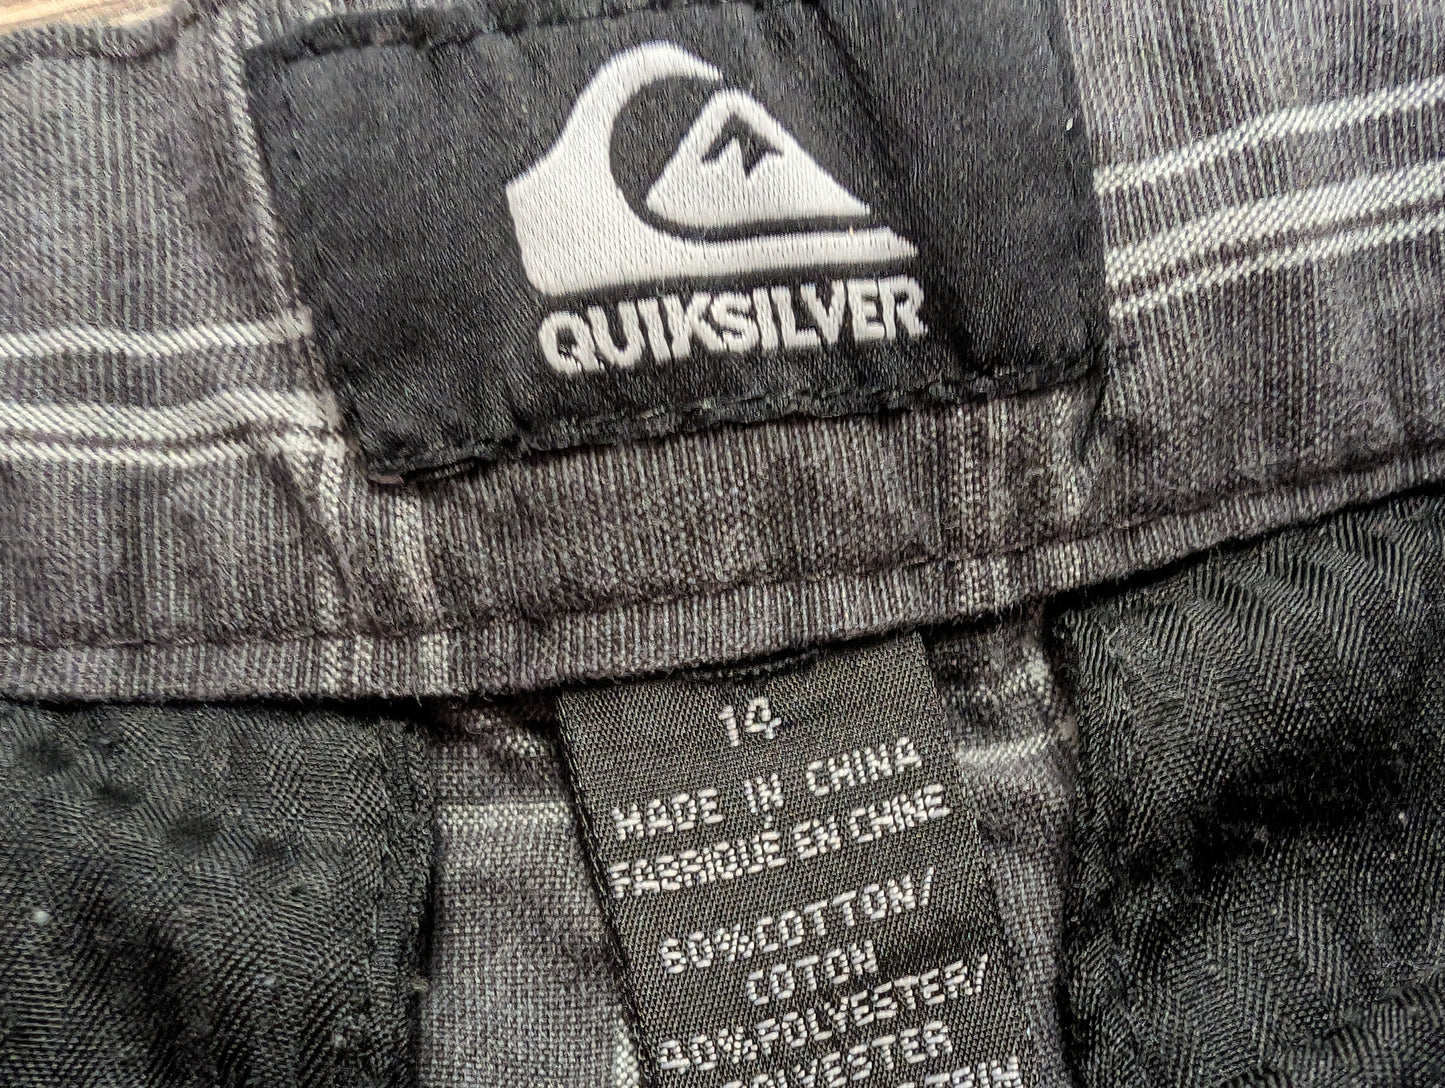 QUIKSILVER
14
MADE IN CHINA
FABRIQUE EN CHINE
60%COTTON/
COTON
40%POLYESTER/
POLYESTER